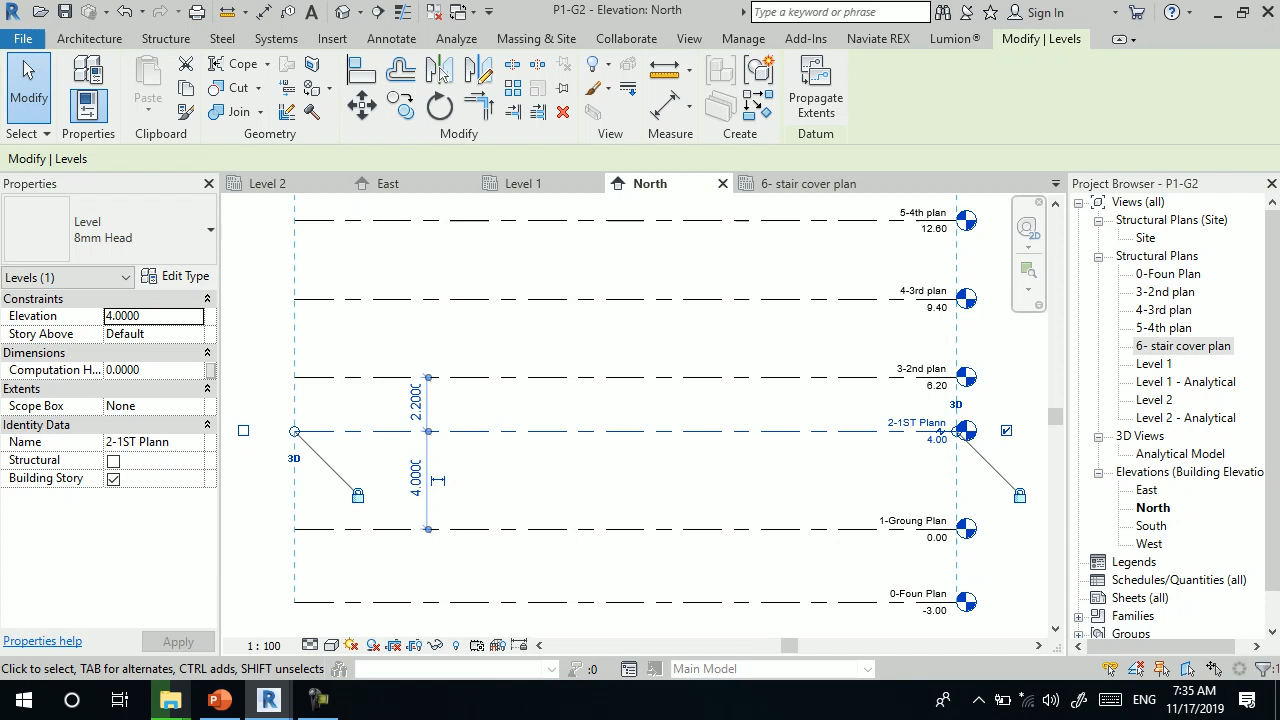 P1-G2 - Elevation: North
Type a keyword or phrase
Sign In
File Architecture Structure Steel Systems Insert Annotate Analyze Massing & Site Collaborate View Manage Add-Ins Naviate REX Lumion® Modify | Levels
Modify
Paste
Cope
Cut
Join
Propagate
Extents
Select Properties Clipboard Geometry Modify View Measure Create Datum
Modify | Levels
Properties
Level 2
East
Level 1
North
6- stair cover plan
Project Browser - P1-G2
Level
8mm Head
Levels (1)
Edit Type
Constraints
Elevation 4.0000
Story Above Default
Dimensions
Computation H... 0.0000
Extents
Scope Box None
Identity Data
Name 2-1ST Plann
Structural
Building Story
Properties help
Apply
5-4th plan
12.60
4-3rd plan
9.40
3-2nd plan
6.20
3D
2-1ST Plann
4.00
2.2000
4.0000
3D
1-Groung Plan
0.00
0-Foun Plan
-3.00
2D
Views (all)
Structural Plans (Site)
Site
Structural Plans
0-Foun Plan
3-2nd plan
4-3rd plan
5-4th plan
6- stair cover plan
Level 1
Level 1 - Analytical
Level 2
Level 2 - Analytical
3D Views
Analytical Model
Elevations (Building Elevatio
East
North
South
West
Legends
Schedules/Quantities (all)
Sheets (all)
Families
Groups
1 : 100
Click to select, TAB for alternates, CTRL adds, SHIFT unselects
:0
Main Model
:1
ENG
7:35 AM
11/17/2019